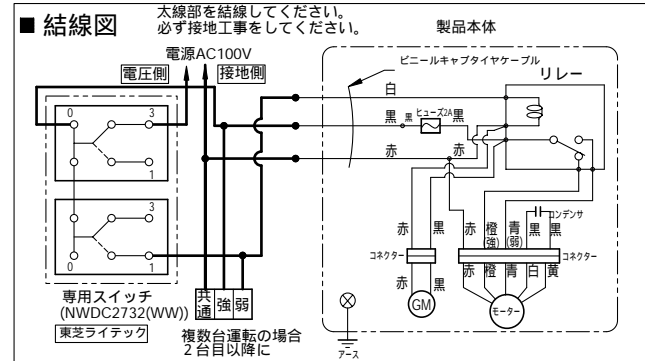 ■ 結線図
太線部を結線してください。
必ず接地工事をしてください。
製品本体
電源AC100V
電圧側
接地側
ビニールキャブタイヤケーブル
リレー
白
黒
黒
ヒューズ2A
黒
赤
赤
0
3
1
3
0
1
専用スイッチ
(NWDC2732(WW))
東芝ライテック
共通
強
弱
複数台運転の場合
2台目以降に
赤
黒
赤
橙
(強)
青
(弱)
黒
黒
コンデンサ
コネクター
コネクター
赤
黒
赤
橙
青
白
黄
GM
モーター
アース